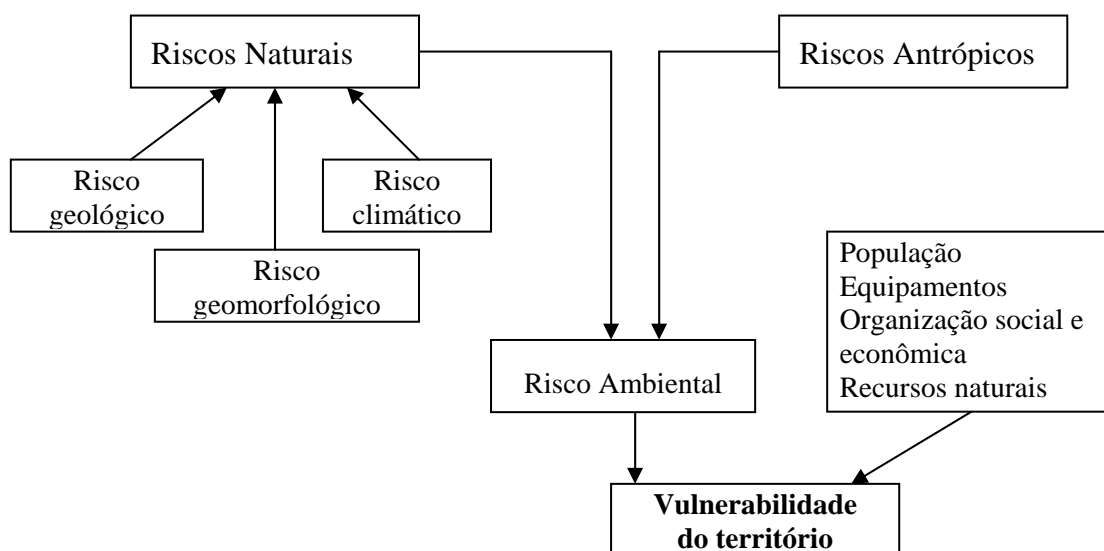 Riscos Naturais
Riscos Antrópicos
Risco
geológico
Risco
climático
Risco
geomorfológico
População
Equipamentos
Organização social e
econômica
Recursos naturais
Risco Ambiental
Vulnerabilidade
do território